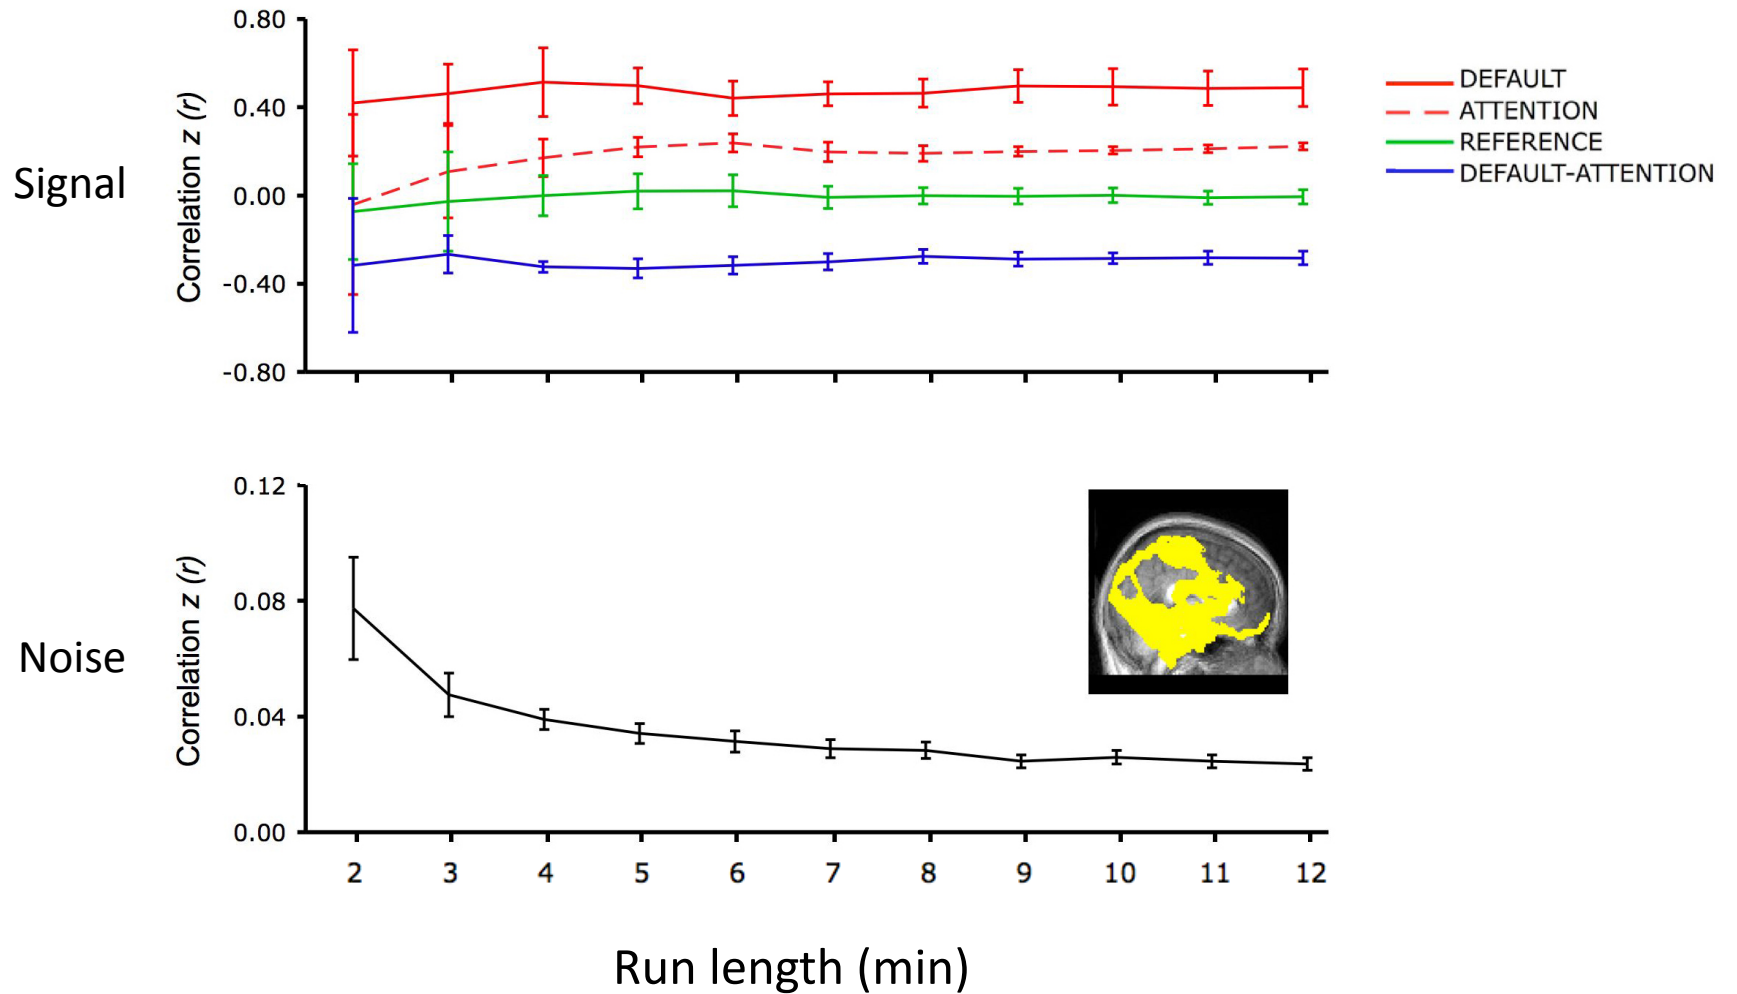 Signal
Correlation z (r)
0.80
0.40
0.00
-0.40
-0.80
DEFAULT
ATTENTION
REFERENCE
DEFAULT-ATTENTION
Noise
Correlation z (r)
0.12
0.08
0.04
0.00
2 3 4 5 6 7 8 9 10 11 12
Run length (min)